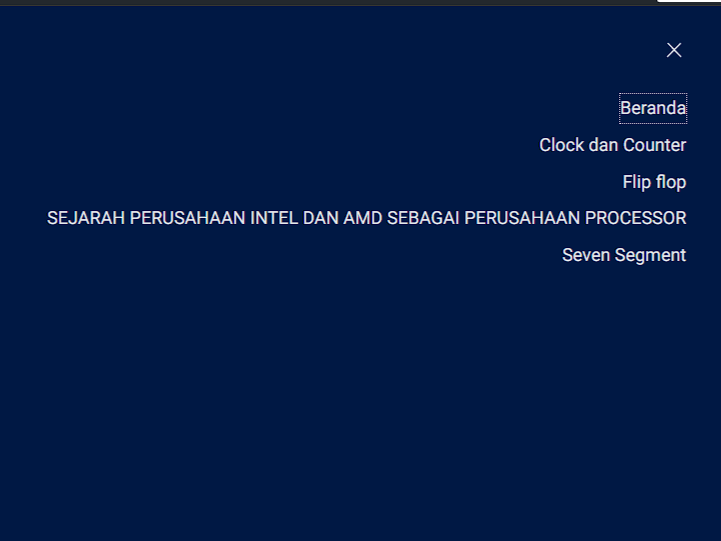 Beranda
Clock dan Counter
Flip flop
SEJARAH PERUSAHAAN INTEL DAN AMD SEBAGAI PERUSAHAAN PROCESSOR
Seven Segment